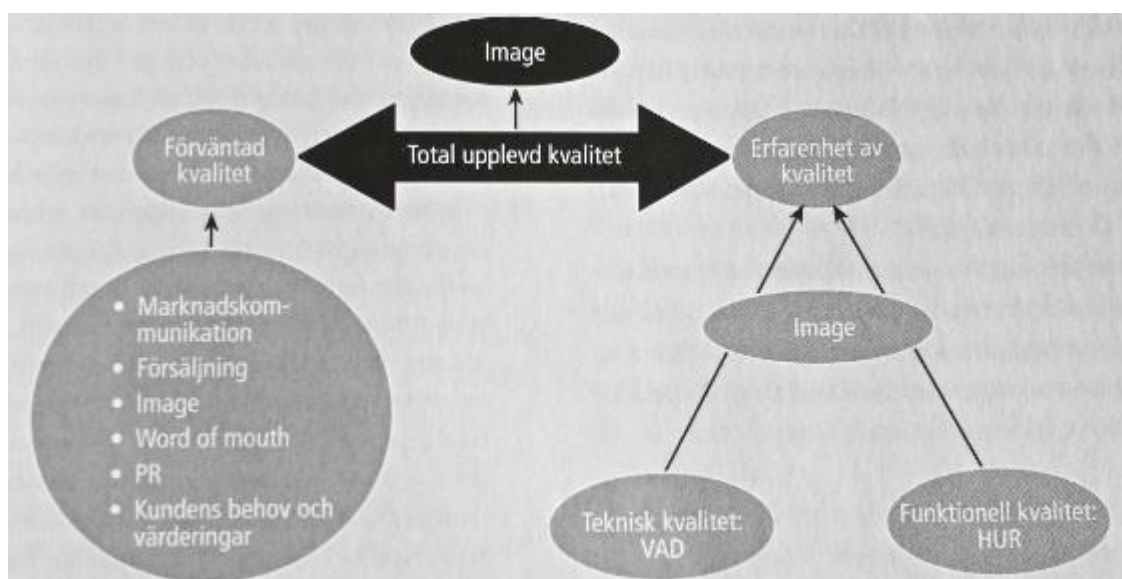 Image
Förväntad
kvalitet
Total upplevd kvalitet
Erfarenhet av
kvalitet
• Marknadskom-
munikation
• Försäljning
• Image
• Word of mouth
• PR
• Kundens behov och
värderingar
Image
Teknisk kvalitet:
VAD
Funktionell kvalitet:
HUR